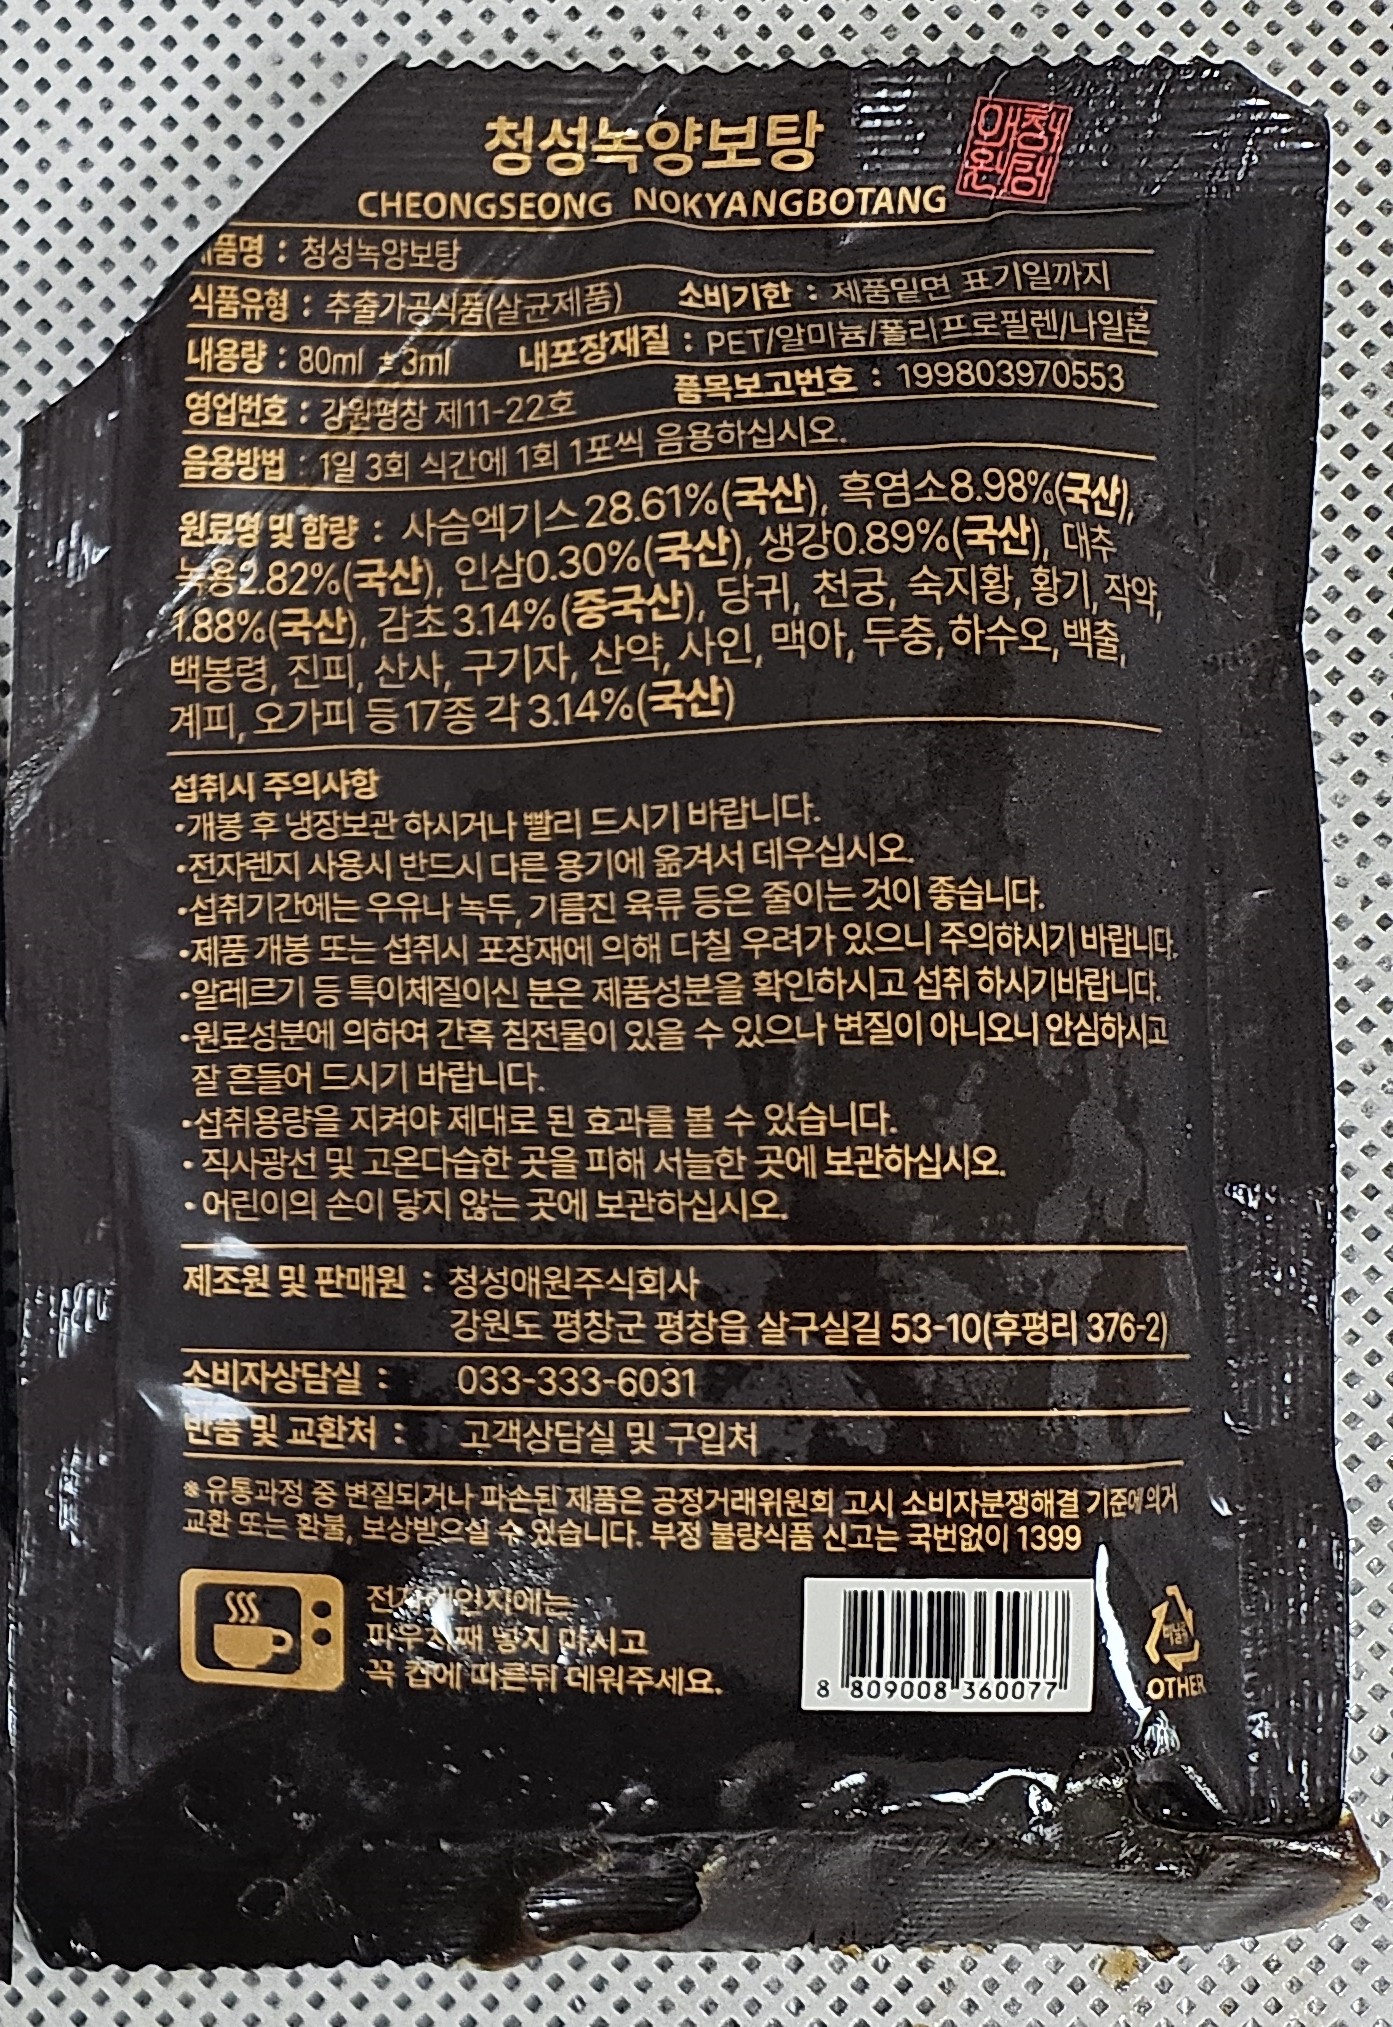 청성녹양보탕
애청
원성
CHEONGSEONG NOKYANGBOTANG
품명 : 청성녹양보탕
식품유형 : 추출가공식품(살균제품) 소비기한 : 제품밑면 표기일까지
내용량 : 80ml ±3ml 내포장재질 : PET/알미늄/폴리프로필렌/나일론
영업번호 : 강원평창 제11-22호 품목보고번호 : 199803970553
음용방법 : 1일 3회 식간에 1회 1포씩 음용하십시오.
원료명 및 함량 : 사슴엑기스 28.61%(국산), 흑염소8.98%(국산),
녹용2.82%(국산), 인삼0.30%(국산), 생강0.89%(국산), 대추
1.88%(국산), 감초 3.14%(중국산), 당귀, 천궁, 숙지황, 황기, 작약,
백봉령, 진피, 산사, 구기자, 산약, 사인, 맥아, 두충, 하수오, 백출,
계피, 오가피 등 17종 각 3.14%(국산)
섭취시 주의사항
•개봉 후 냉장보관 하시거나 빨리 드시기 바랍니다.
•전자렌지 사용시 반드시 다른 용기에 옮겨서 데우십시오.
•섭취기간에는 우유나 녹두, 기름진 육류 등은 줄이는 것이 좋습니다.
•제품 개봉 또는 섭취시 포장재에 의해 다칠 우려가 있으니 주의햐시기 바랍니다.
•알레르기 등 특이체질이신 분은 제품성분을 확인하시고 섭취 하시기바랍니다.
•원료성분에 의하여 간혹 침전물이 있을 수 있으나 변질이 아니오니 안심하시고
잘 흔들어 드시기 바랍니다.
•섭취용량을 지켜야 제대로 된 효과를 볼 수 있습니다.
• 직사광선 및 고온다습한 곳을 피해 서늘한 곳에 보관하십시오.
• 어린이의 손이 닿지 않는 곳에 보관하십시오.
제조원 및 판매원 : 청성애원주식회사
강원도 평창군 평창읍 살구실길 53-10(후평리 376-2)
소비자상담실 : 033-333-6031
반품 및 교환처 : 고객상담실 및 구입처
※ 유통과정 중 변질되거나 파손된 제품은 공정거래위원회 고시 소비자분쟁해결 기준에 의거
교환 또는 환불, 보상받으실 수 있습니다. 부정 불량식품 신고는 국번없이 1399
전자레인지에는
파우치째 넣지 마시고
꼭 컵에 따른뒤 데워주세요.
8 809008 360077
비닐류
OTHER